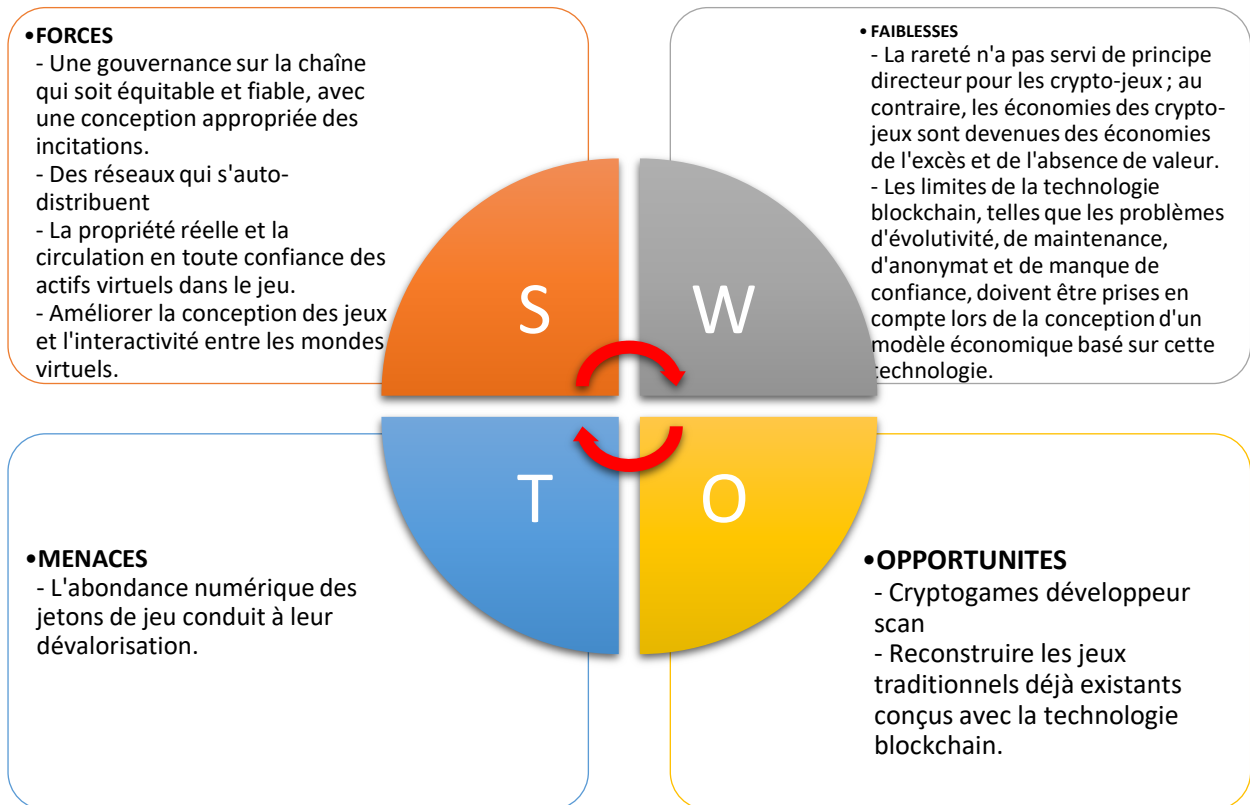 •FORCES
- Une gouvernance sur la chaîne
qui soit équitable et fiable, avec
une conception appropriée des
incitations.
- Des réseaux qui s'auto-
distribuent
- La propriété réelle et la
circulation en toute confiance des
actifs virtuels dans le jeu.
- Améliorer la conception des jeux
et l'interactivité entre les mondes
virtuels.
• FAIBLESSES
- La rareté n'a pas servi de principe
directeur pour les crypto-jeux ; au
contraire, les économies des crypto-
jeux sont devenues des économies
de l'excès et de l'absence de valeur.
- Les limites de la technologie
blockchain, telles que les problèmes
d'évolutivité, de maintenance,
d'anonymat et de manque de
confiance, doivent être prises en
compte lors de la conception d'un
modèle économique basé sur cette
technologie.
S
W
T
O
•MENACES
- L'abondance numérique des
jetons de jeu conduit à leur
dévalorisation.
•OPPORTUNITES
- Cryptogames développeur
scan
- Reconstruire les jeux
traditionnels déjà existants
conçus avec la technologie
blockchain.